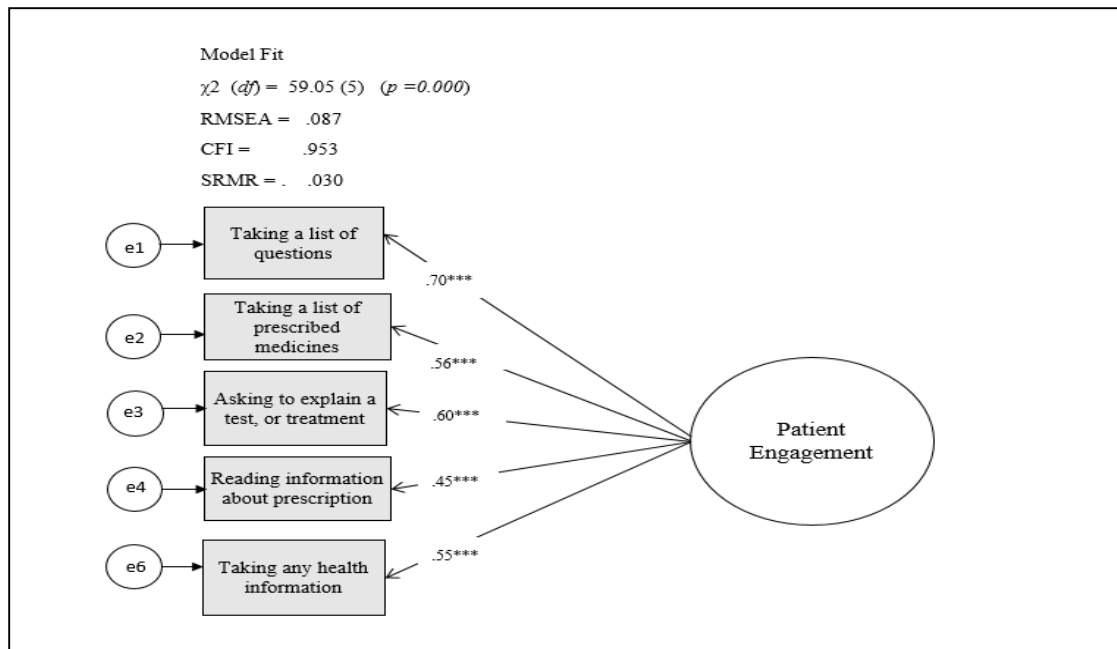 Model Fit
χ2 (df) = 59.05 (5) (p =0.000)
RMSEA = .087
CFI = .953
SRMR = . .030
e1
Taking a list of
questions
.70***
e2
Taking a list of
prescribed
medicines
.56***
e3
Asking to explain a
test, or treatment
.60***
Patient
Engagement
e4
Reading information
about prescription
.45***
e6
Taking any health
information
.55***